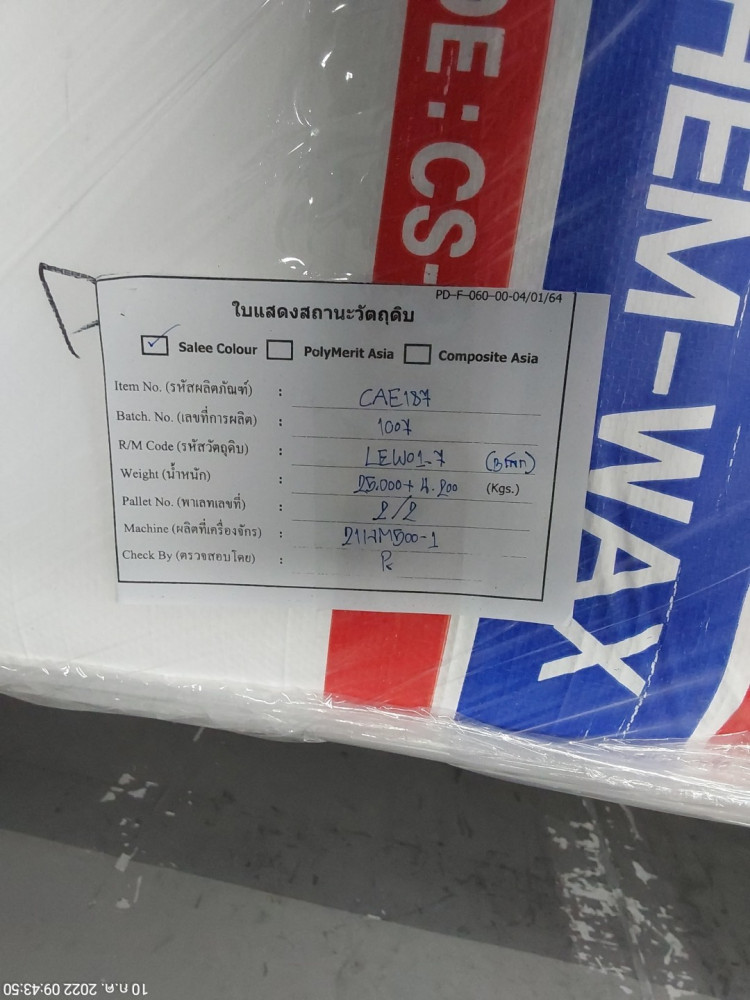 DE : CS-
HEM-WAX
PD-F-060-00-04/01/64
ใบแสดงสถานะวัตถุดิบ
Salee Colour PolyMerit Asia Composite Asia
Item No. (รหัสผลิตภัณฑ์) : CAE187
Batch. No. (เลขที่การผลิต) : 1007
R/M Code (รหัสวัตถุดิบ) : LEW01-7
Weight (น้ำหนัก) : 25.000+4.200 (Kgs.)
Pallet No. (พาเลทเลขที่) : 2/2
Machine (ผลิตที่เครื่องจักร) :
Check By (ตรวจสอบโดย) :
10 ก.ค. 2022 09:43:50